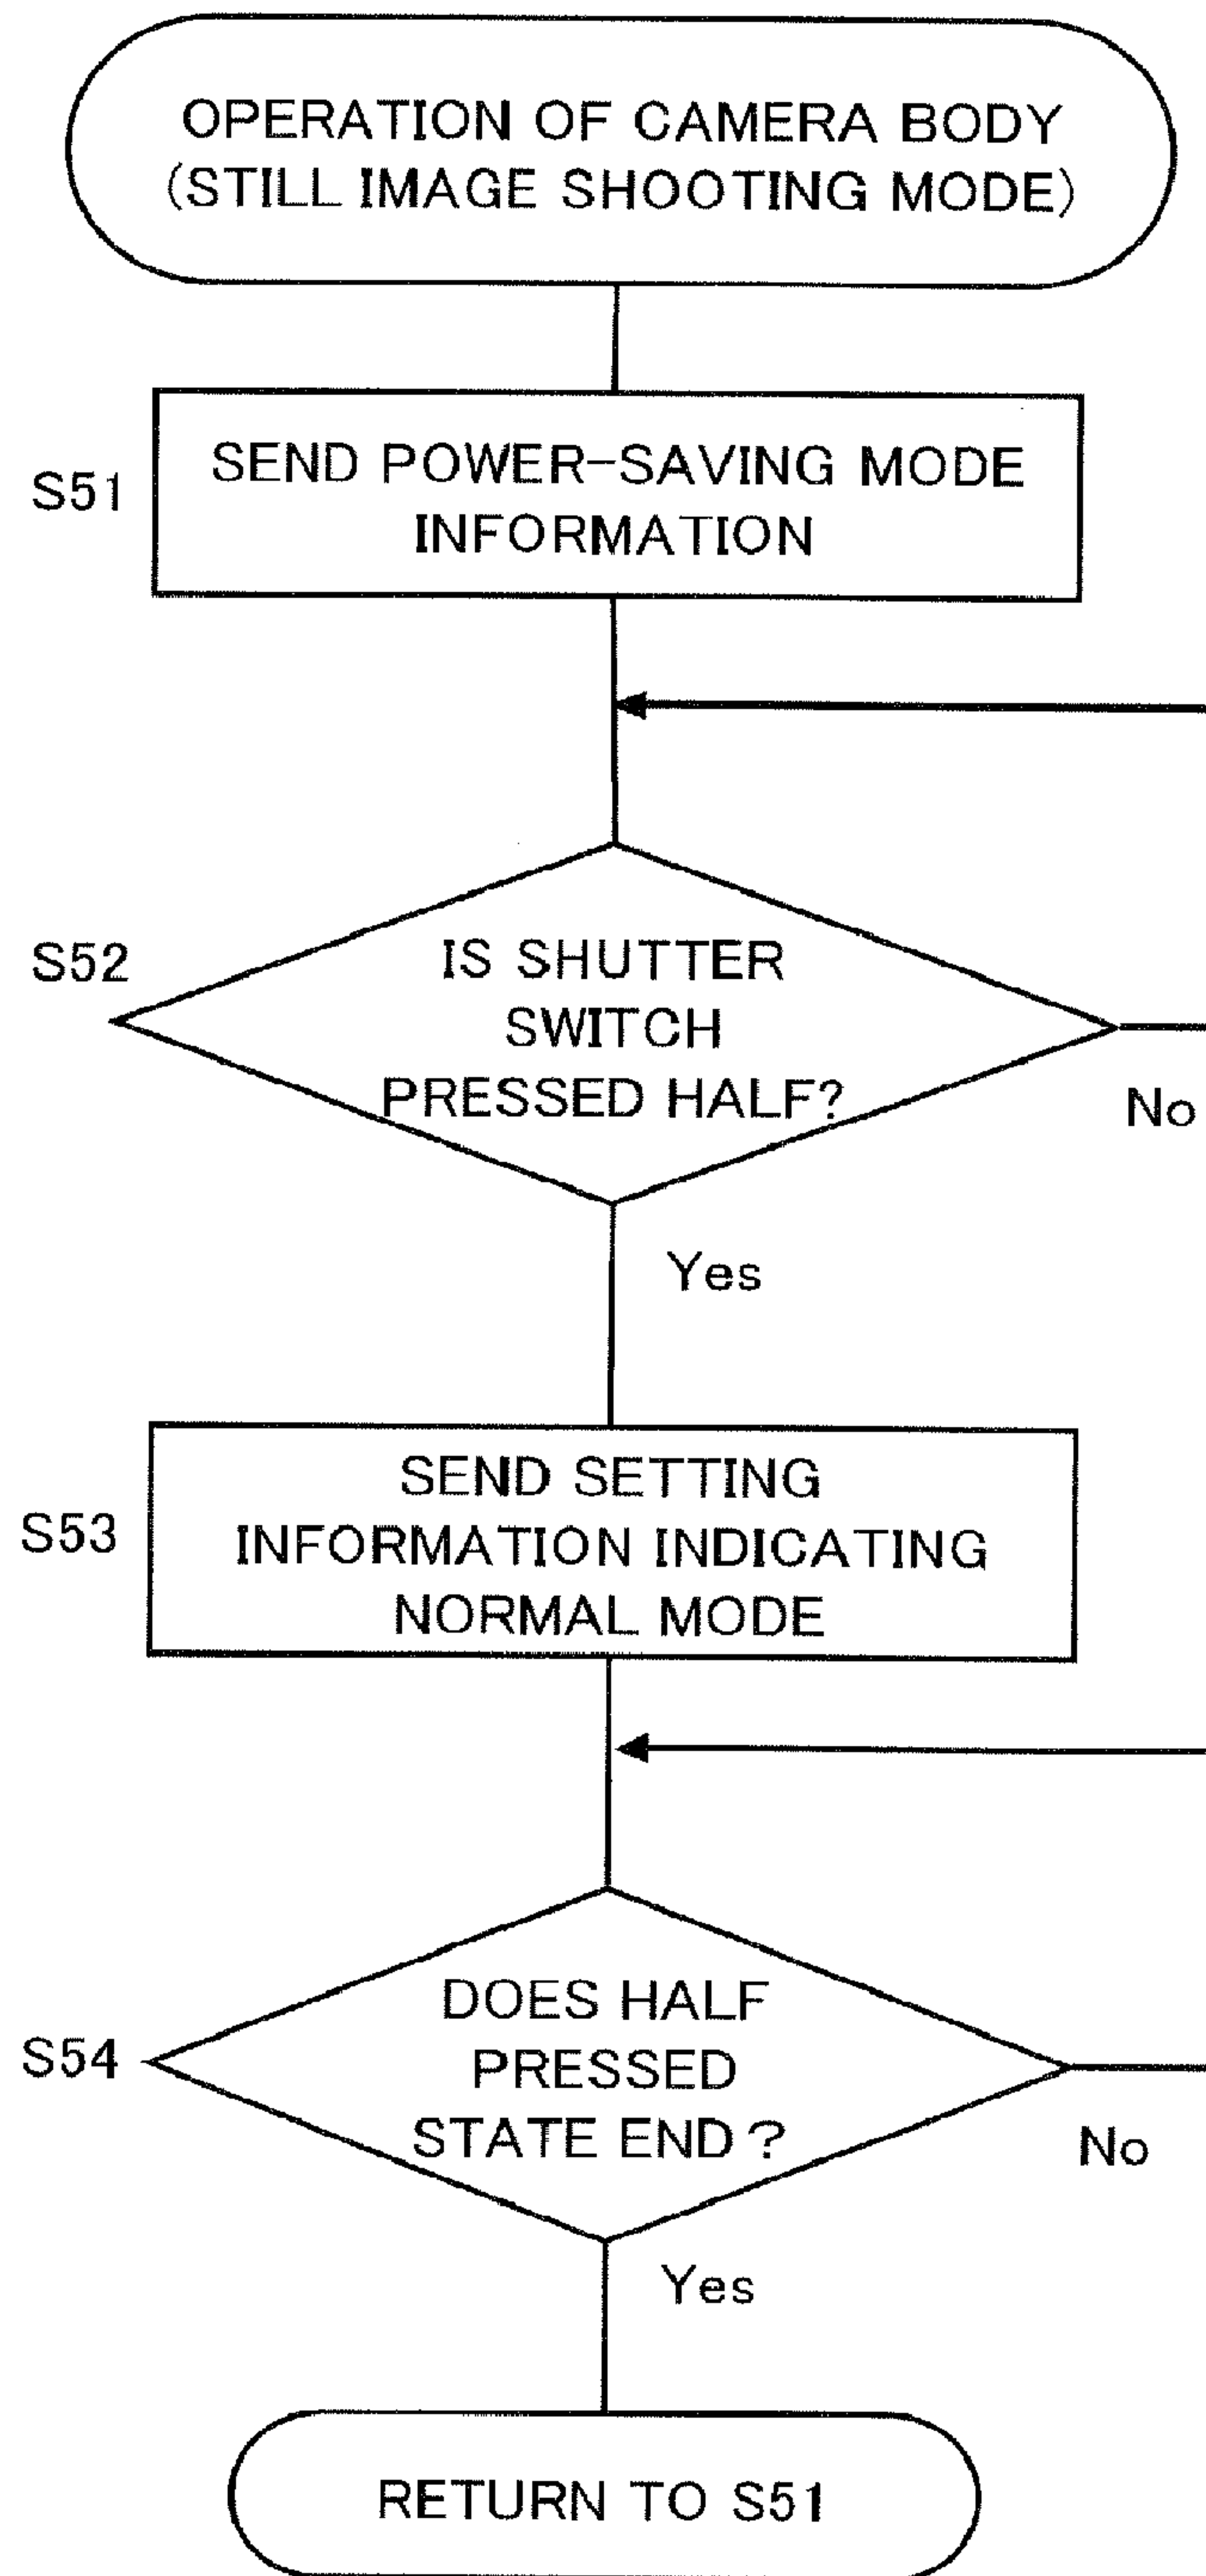 OPERATION OF CAMERA BODY
(STILL IMAGE SHOOTING MODE)
S51
SEND POWER-SAVING MODE
INFORMATION
S52
IS SHUTTER
SWITCH
PRESSED HALF?
No
Yes
S53
SEND SETTING
INFORMATION INDICATING
NORMAL MODE
S54
DOES HALF
PRESSED
STATE END ?
No
Yes
RETURN TO S51